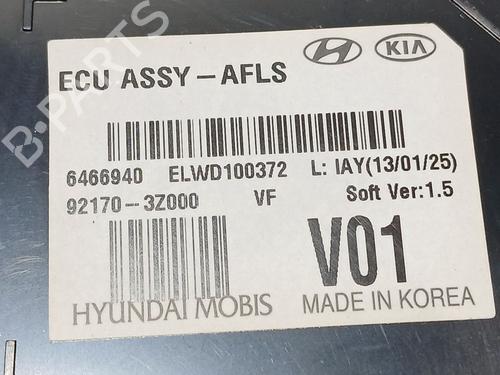 ECU ASSY-AFLS
KIA
6466940 ELWD100372 L: IAY(13/01/25)
92170-3Z000 VF Soft Ver:1.5
V01
HYUNDAI MOBIS MADE IN KOREA
B-PARTS